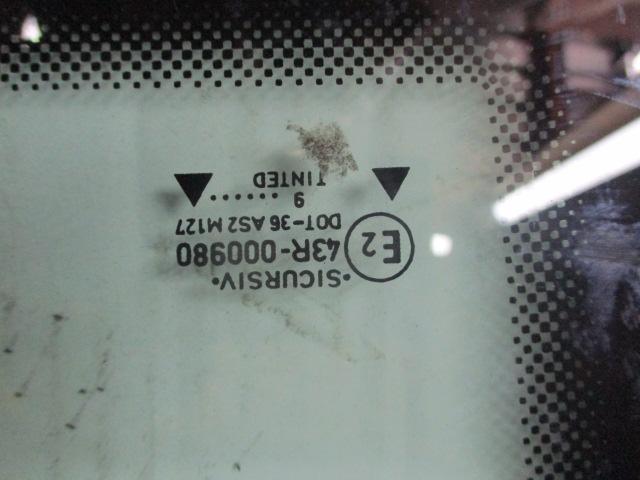 •SICURSIV•
E2 43R-000980
DOT-36 AS2 M127
9 ......
TINTED